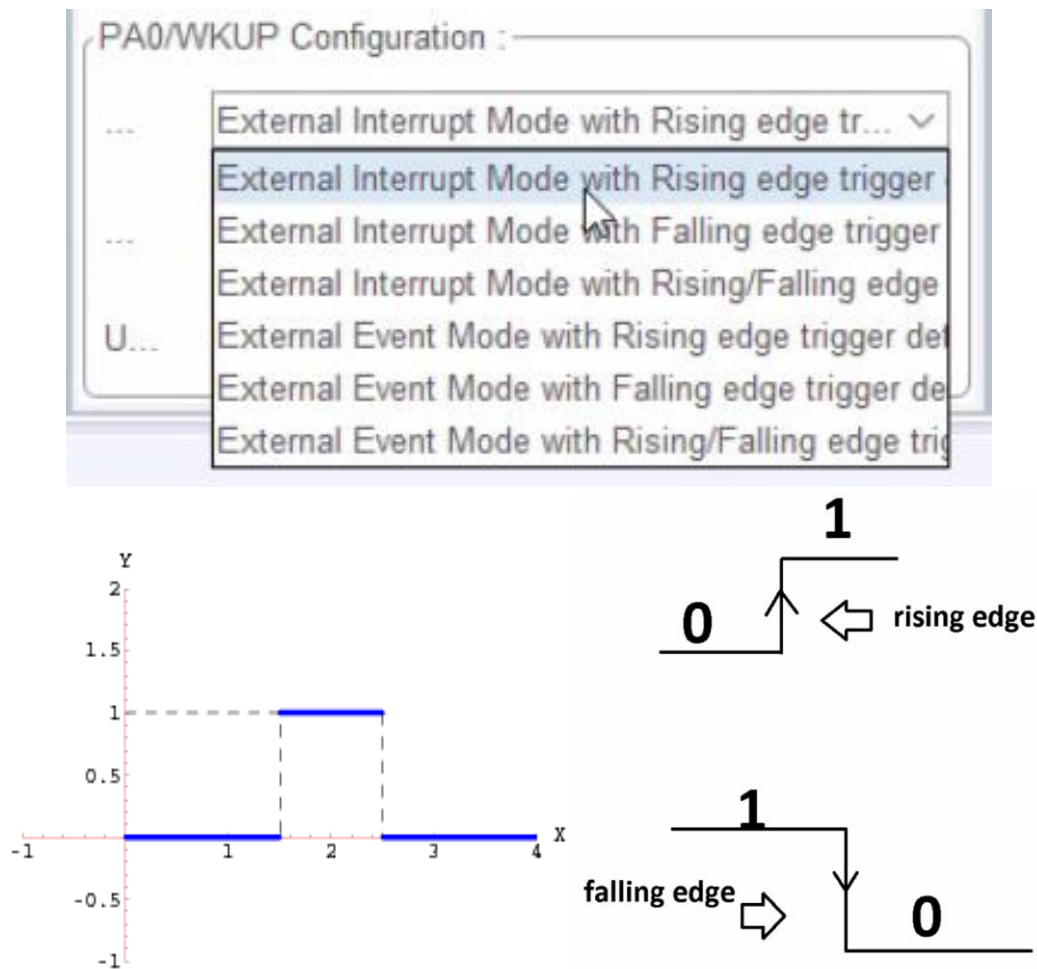 PA0/WKUP Configuration :
... External Interrupt Mode with Rising edge tr...
External Interrupt Mode with Rising edge trigger
... External Interrupt Mode with Falling edge trigger
External Interrupt Mode with Rising/Falling edge
U... External Event Mode with Rising edge trigger det
External Event Mode with Falling edge trigger de
External Event Mode with Rising/Falling edge trig
Y
2
1.5
1
0.5
-1 1 2 3 4 X
-0.5
-1
1
0 rising edge
1
falling edge 0